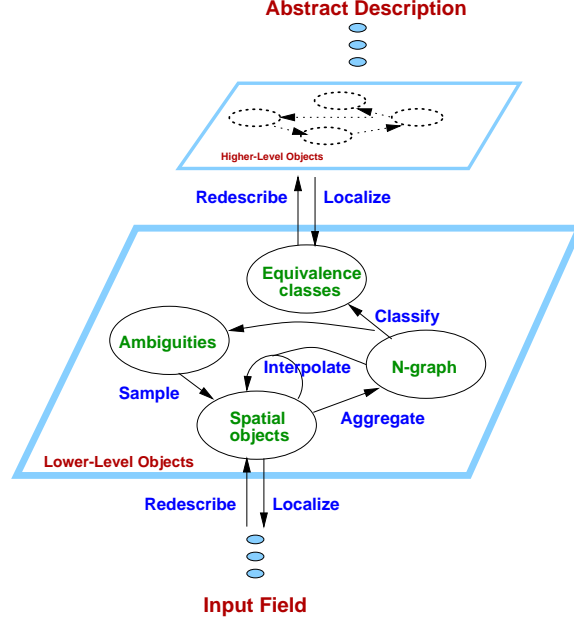 Abstract Description
Higher-Level Objects
Redescribe
Localize
Equivalence
classes
Classify
Ambiguities
Interpolate
N-graph
Sample
Spatial
objects
Aggregate
Lower-Level Objects
Redescribe
Localize
Input Field